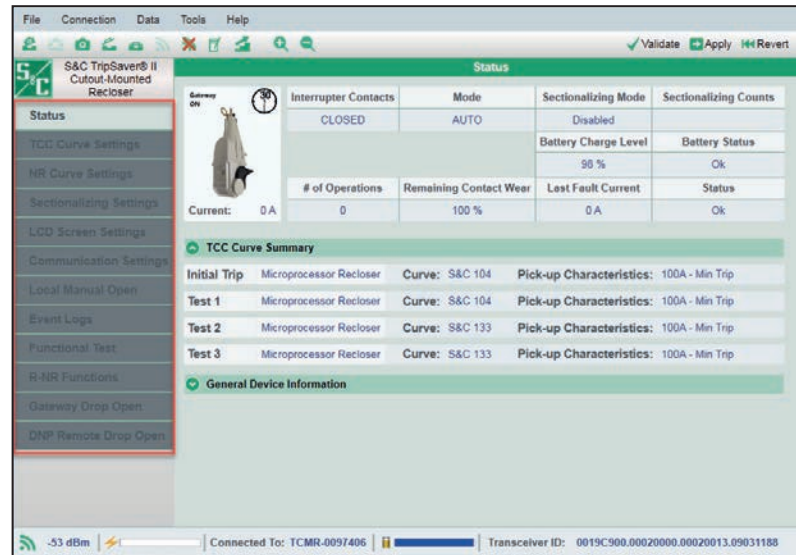 File Connection Data Tools Help
Validate Apply Revert
S&C
S&C TripSaver® II
Cutout-Mounted
Recloser
Status
TCC Curve Settings
NR Curve Settings
Sectionalizing Settings
LCD Screen Settings
Communication Settings
Local Manual Open
Event Logs
Functional Test
R-NR Functions
Gateway Drop Open
DNP Remote Drop Open
Status
Gateway
ON
30
Current: 0 A
Interrupter Contacts Mode Sectionalizing Mode Sectionalizing Counts
CLOSED AUTO Disabled
Battery Charge Level Battery Status
98 % Ok
# of Operations Remaining Contact Wear Last Fault Current Status
0 100 % 0 A Ok
TCC Curve Summary
Initial Trip Microprocessor Recloser Curve: S&C 104 Pick-up Characteristics: 100A - Min Trip
Test 1 Microprocessor Recloser Curve: S&C 104 Pick-up Characteristics: 100A - Min Trip
Test 2 Microprocessor Recloser Curve: S&C 133 Pick-up Characteristics: 100A - Min Trip
Test 3 Microprocessor Recloser Curve: S&C 133 Pick-up Characteristics: 100A - Min Trip
General Device Information
-53 dBm Connected To: TCMR-0097406 Transceiver ID: 0019C900.00020000.00020013.09031188